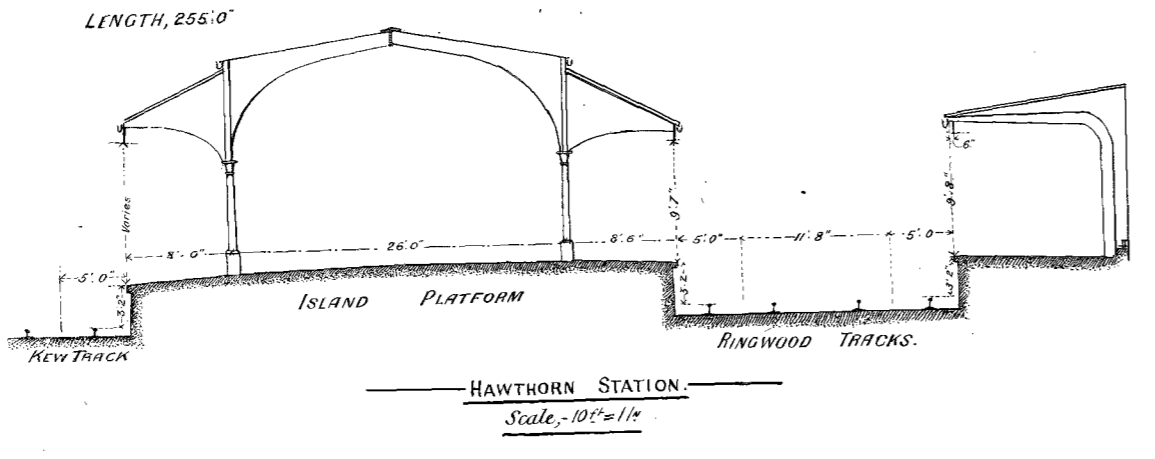 LENGTH, 255'.0"
6"
Varies
9'.7"
9'.8"
8'.0"
26'.0"
8'.6"
5'.0"
11'.8"
5'.0
5'.0"
3'.2"
3'.2
3'.2"
ISLAND PLATFORM
KEW TRACK
RINGWOOD TRACKS.
HAWTHORN STATION.
Scale,-10ft=1IN